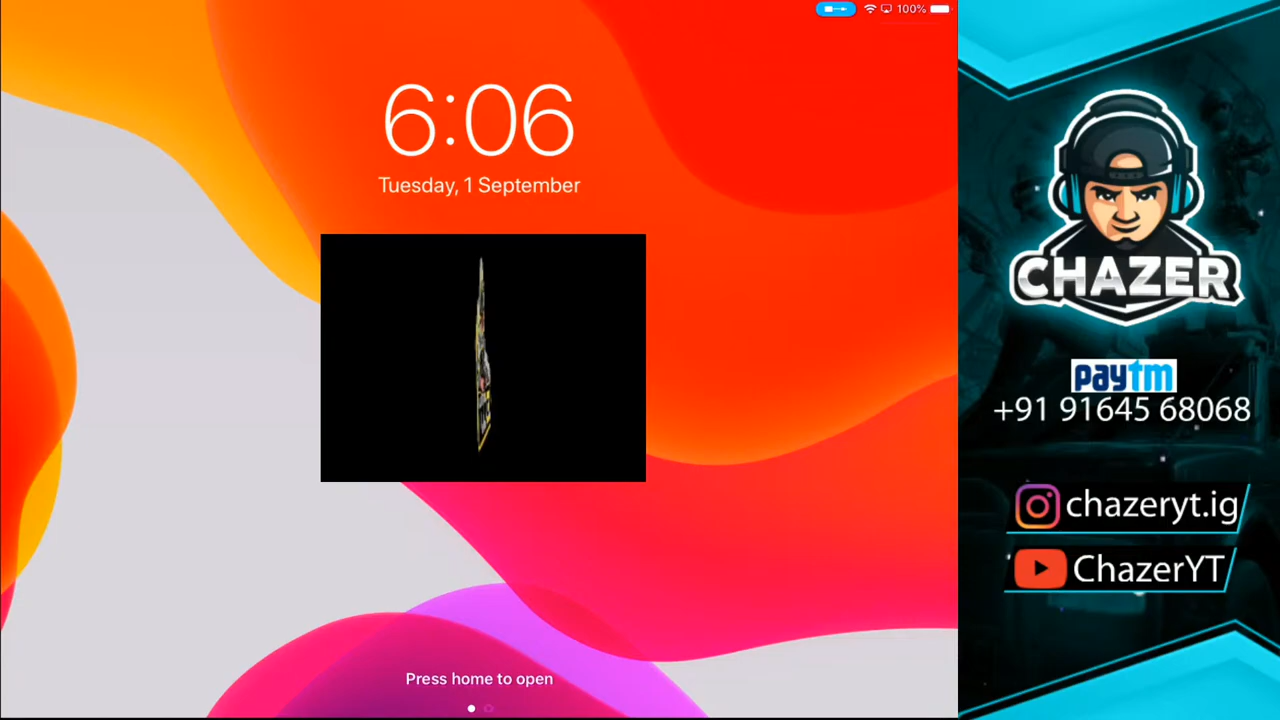 100%
6:06
Tuesday, 1 September
Press home to open
CHAZER
paytm
+91 91645 68068
chazeryt.ig
ChazerYT